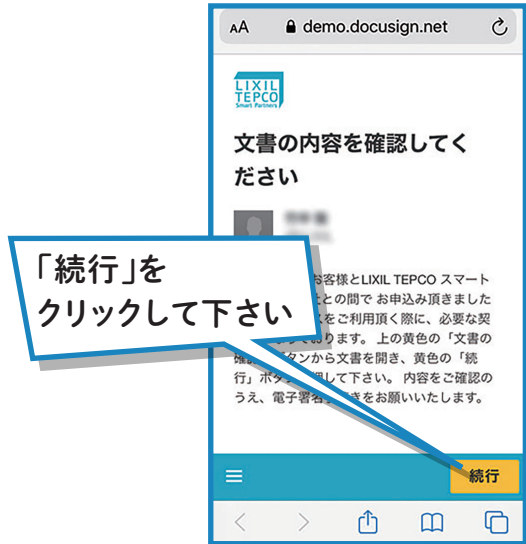 AA demo.docusign.net
LIXIL
TEPCO
Smart Partners
文書の内容を確認してく
ださい
「続行」を
クリックして下さい
お客様とLIXIL TEPCO スマート
との間で お申込み頂きました
をご利用頂く際に、必要な契
ております。 上の黄色の「文書の
確認 タンから文書を開き、黄色の「続
行」ボタ 押して下さい。 内容をご確認の
うえ、電子署名 きをお願いいたします。
続行